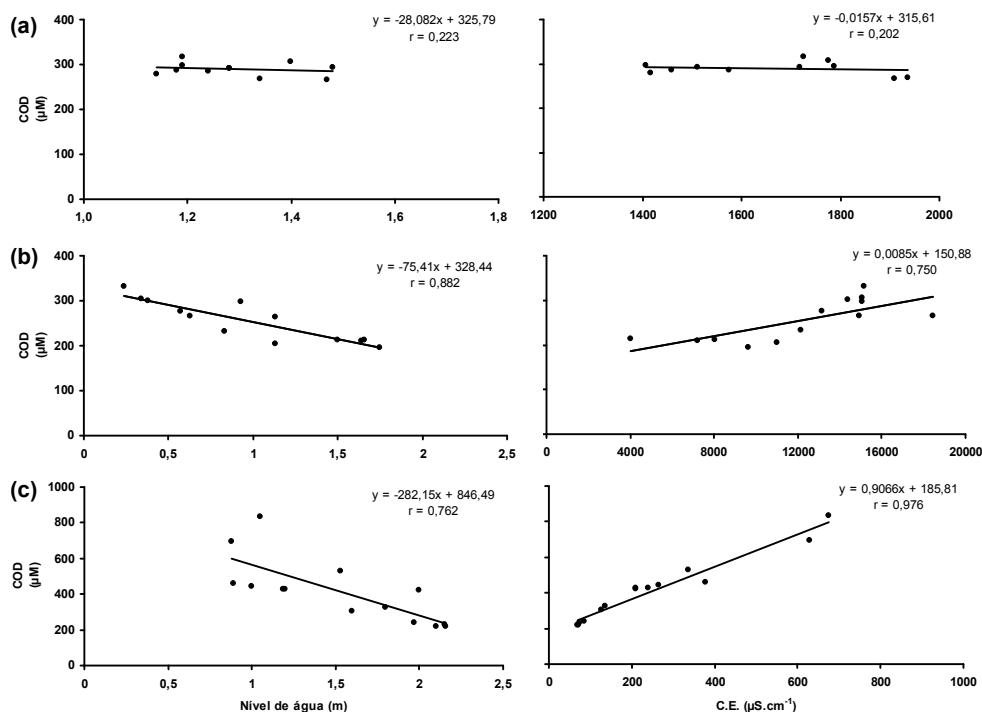 (a)
y = -28,082x + 325,79
r = 0,223
400
300
200
100
0
COD
(µM)
1,0 1,2 1,4 1,6 1,8
y = -0,0157x + 315,61
r = 0,202
1200 1400 1600 1800 2000
(b)
y = -75,41x + 328,44
r = 0,882
400
300
200
100
0
COD
(µM)
0 0,5 1 1,5 2 2,5
y = 0,0085x + 150,88
r = 0,750
0 4000 8000 12000 16000 20000
(c)
y = -282,15x + 846,49
r = 0,762
1000
800
600
400
200
0
COD
(µM)
0 0,5 1 1,5 2 2,5
Nível de água (m)
y = 0,9066x + 185,81
r = 0,976
0 200 400 600 800 1000
C.E. (µS.cm⁻¹)